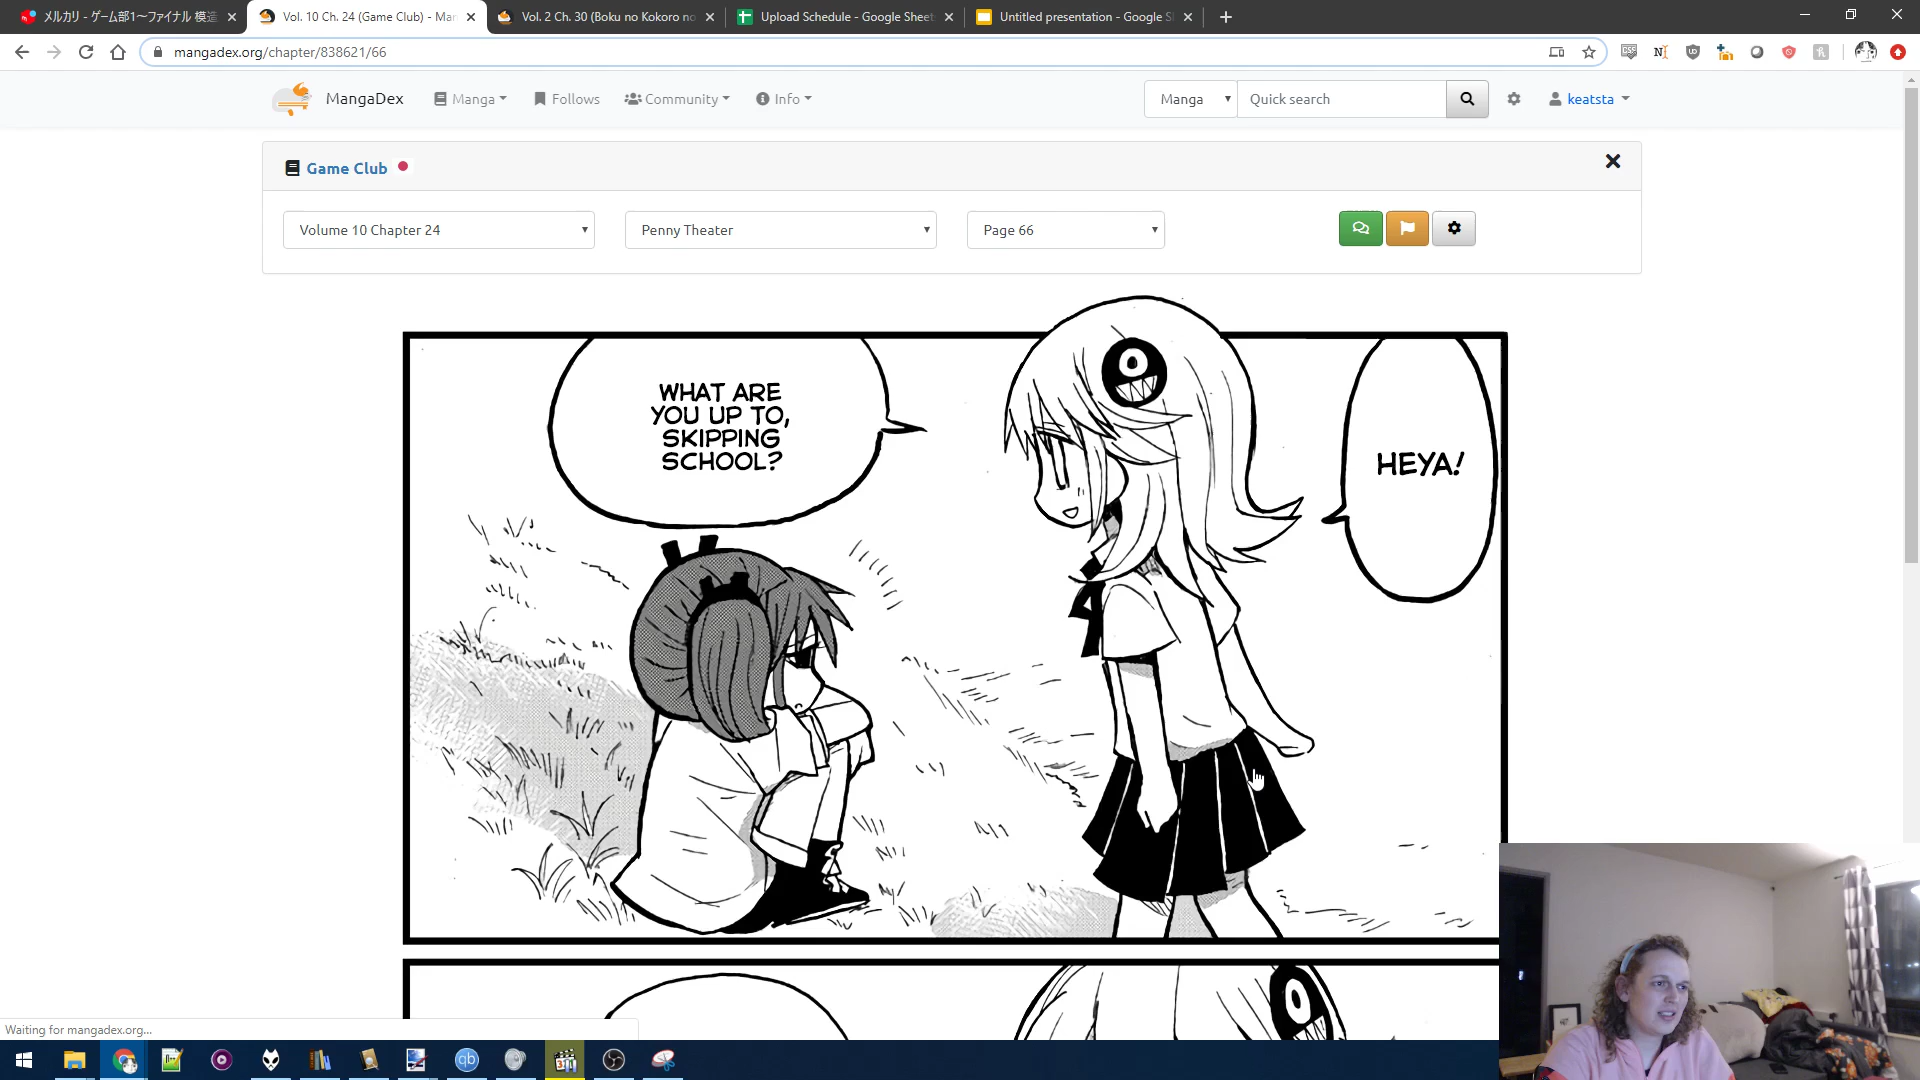 メルカリ - ゲーム部1〜ファイナル 模造
Vol. 10 Ch. 24 (Game Club) - Man
Vol. 2 Ch. 30 (Boku no Kokoro no
Upload Schedule - Google Sheet
Untitled presentation - Google Sl
mangadex.org/chapter/838621/66
MangaDex
Manga
Follows
Community
Info
Manga
Quick search
keatsta
Game Club
Volume 10 Chapter 24
Penny Theater
Page 66
HEYA!
WHAT ARE
YOU UP TO,
SKIPPING
SCHOOL?
Waiting for mangadex.org...
qb